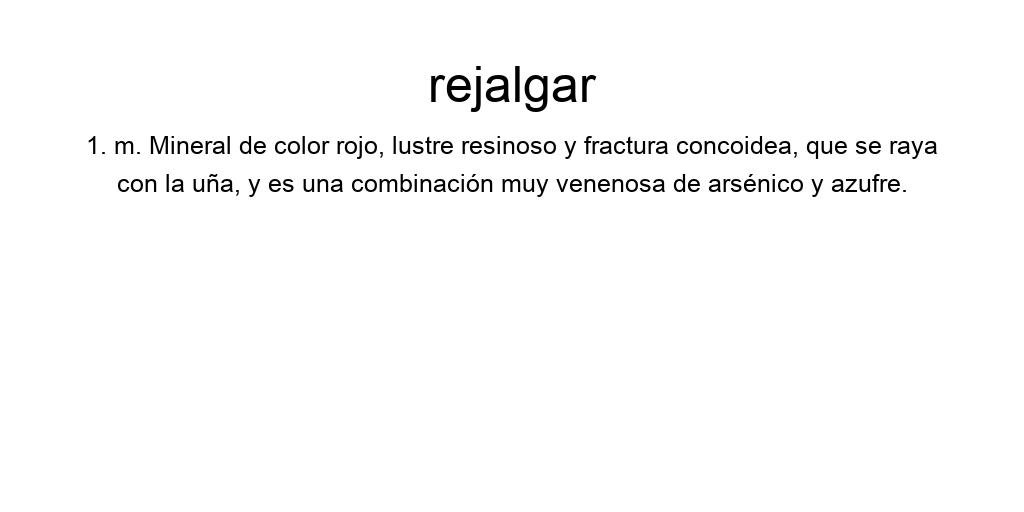 rejalgar
1. m. Mineral de color rojo, lustre resinoso y fractura concoidea, que se raya
con la uña, y es una combinación muy venenosa de arsénico y azufre.